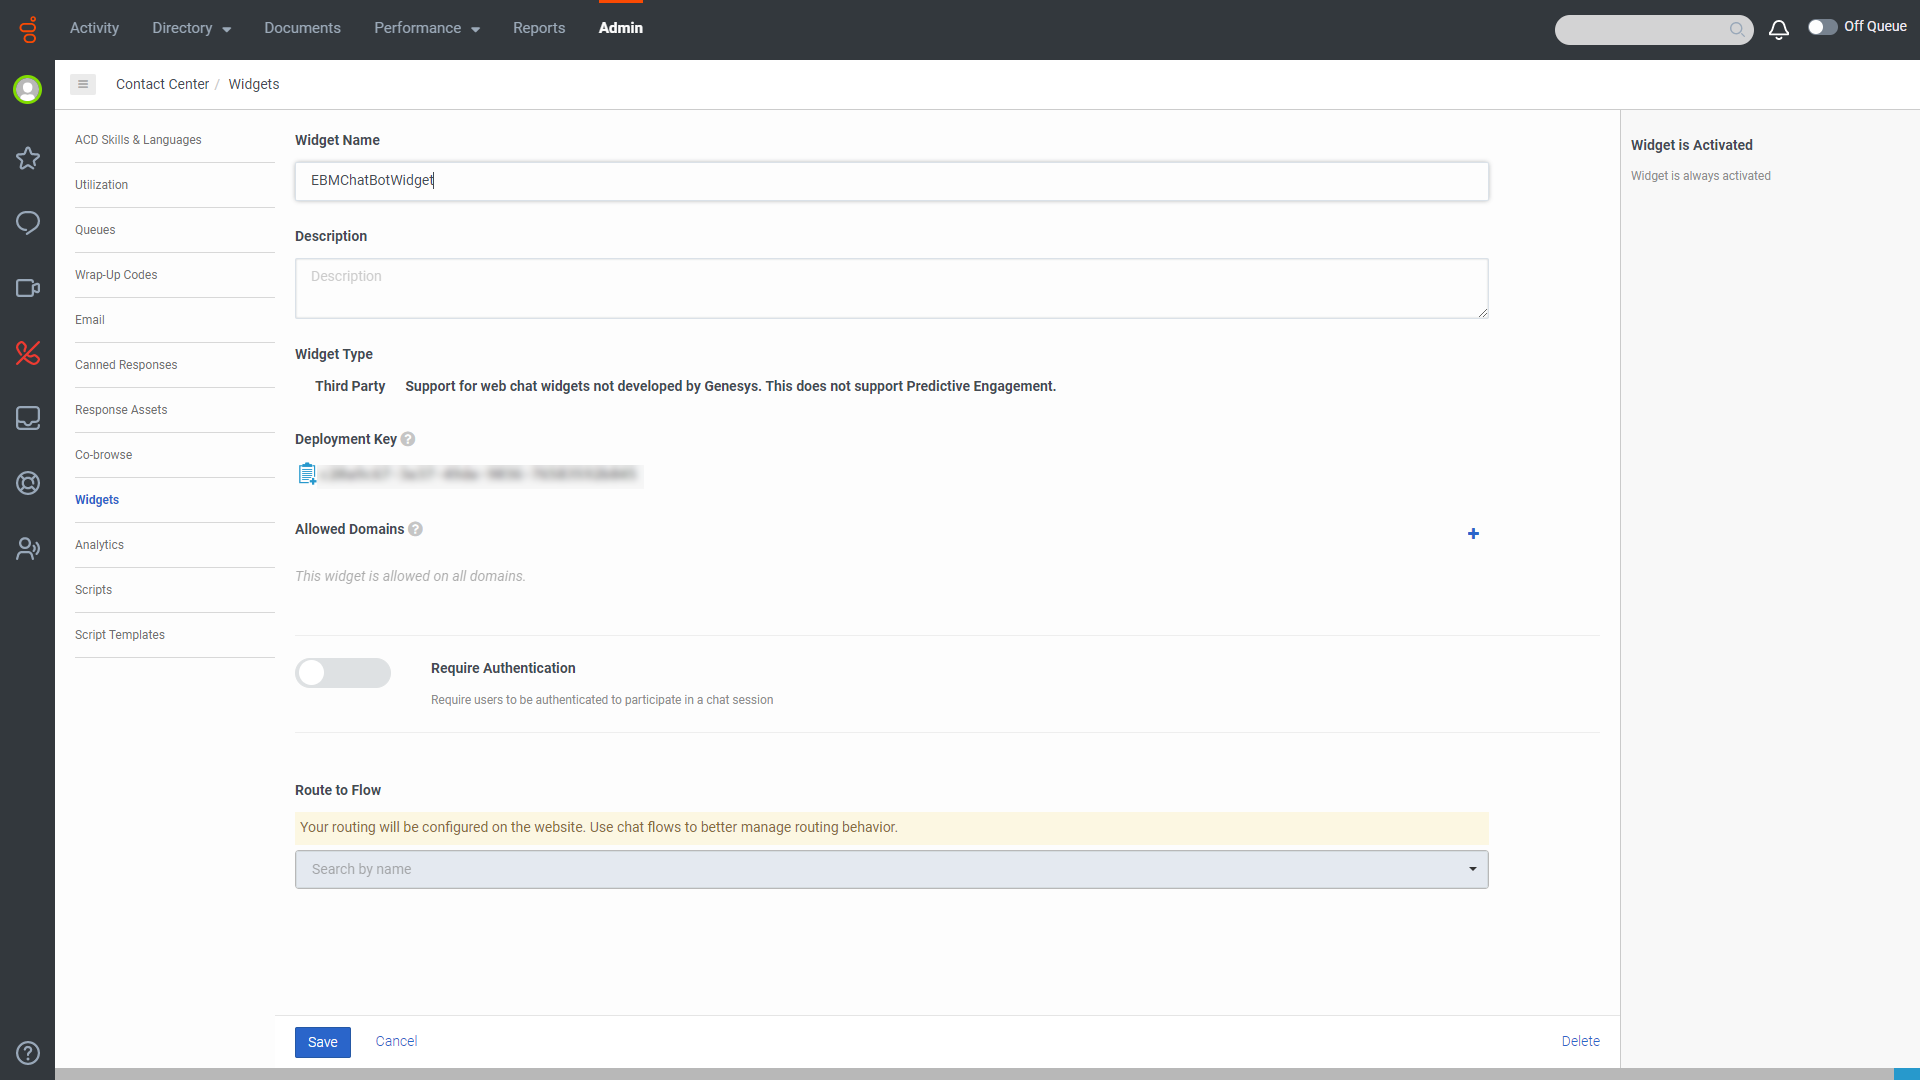 Activity Directory Documents Performance Reports Admin Off Queue
Contact Center / Widgets
ACD Skills & Languages
Utilization
Queues
Wrap-Up Codes
Email
Canned Responses
Response Assets
Co-browse
Widgets
Analytics
Scripts
Script Templates
Widget Name
EBMChatBotWidget
Description
Description
Widget Type
Third Party Support for web chat widgets not developed by Genesys. This does not support Predictive Engagement.
Deployment Key ?
Allowed Domains ?
This widget is allowed on all domains.
Require Authentication
Require users to be authenticated to participate in a chat session
Route to Flow
Your routing will be configured on the website. Use chat flows to better manage routing behavior.
Search by name
Save Cancel Delete
Widget is Activated
Widget is always activated